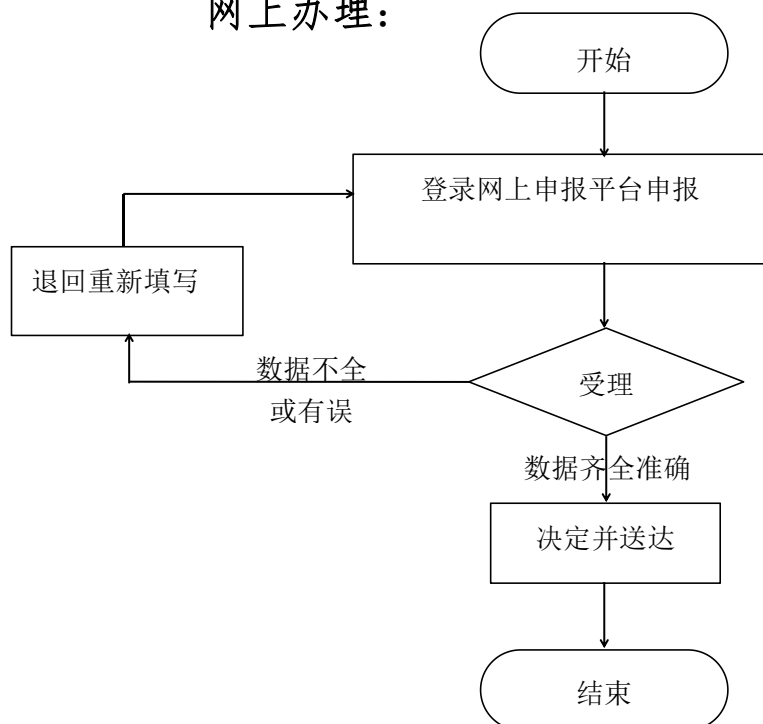 网上办理：
开始
登录网上申报平台申报
退回重新填写
数据不全
或有误
受理
数据齐全准确
决定并送达
结束